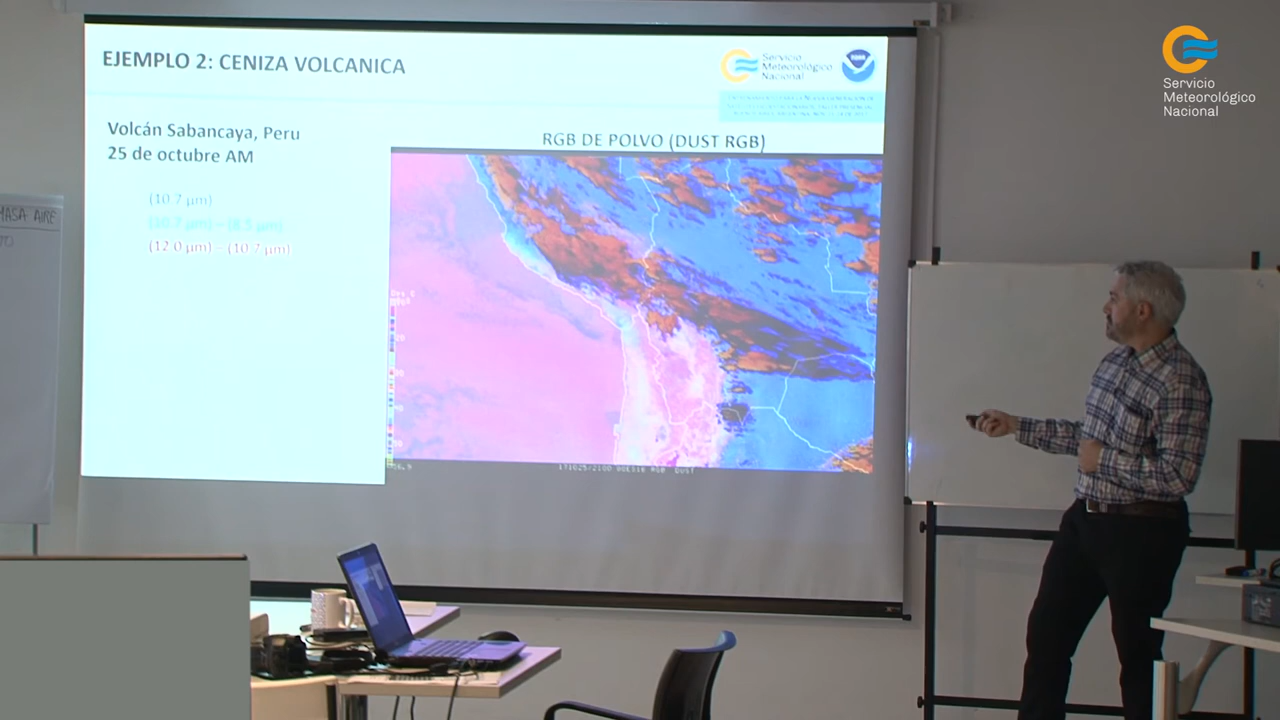 EJEMPLO 2: CENIZA VOLCANICA
Servicio
Meteorológico
Nacional
Volcán Sabancaya, Peru
25 de octubre AM
RGB DE POLVO (DUST RGB)
(10.7 µm)
(10.7 µm) – (8.5 µm)
(12.0 µm) – (10.7 µm)
MASA AIRE
Servicio
Meteorológico
Nacional